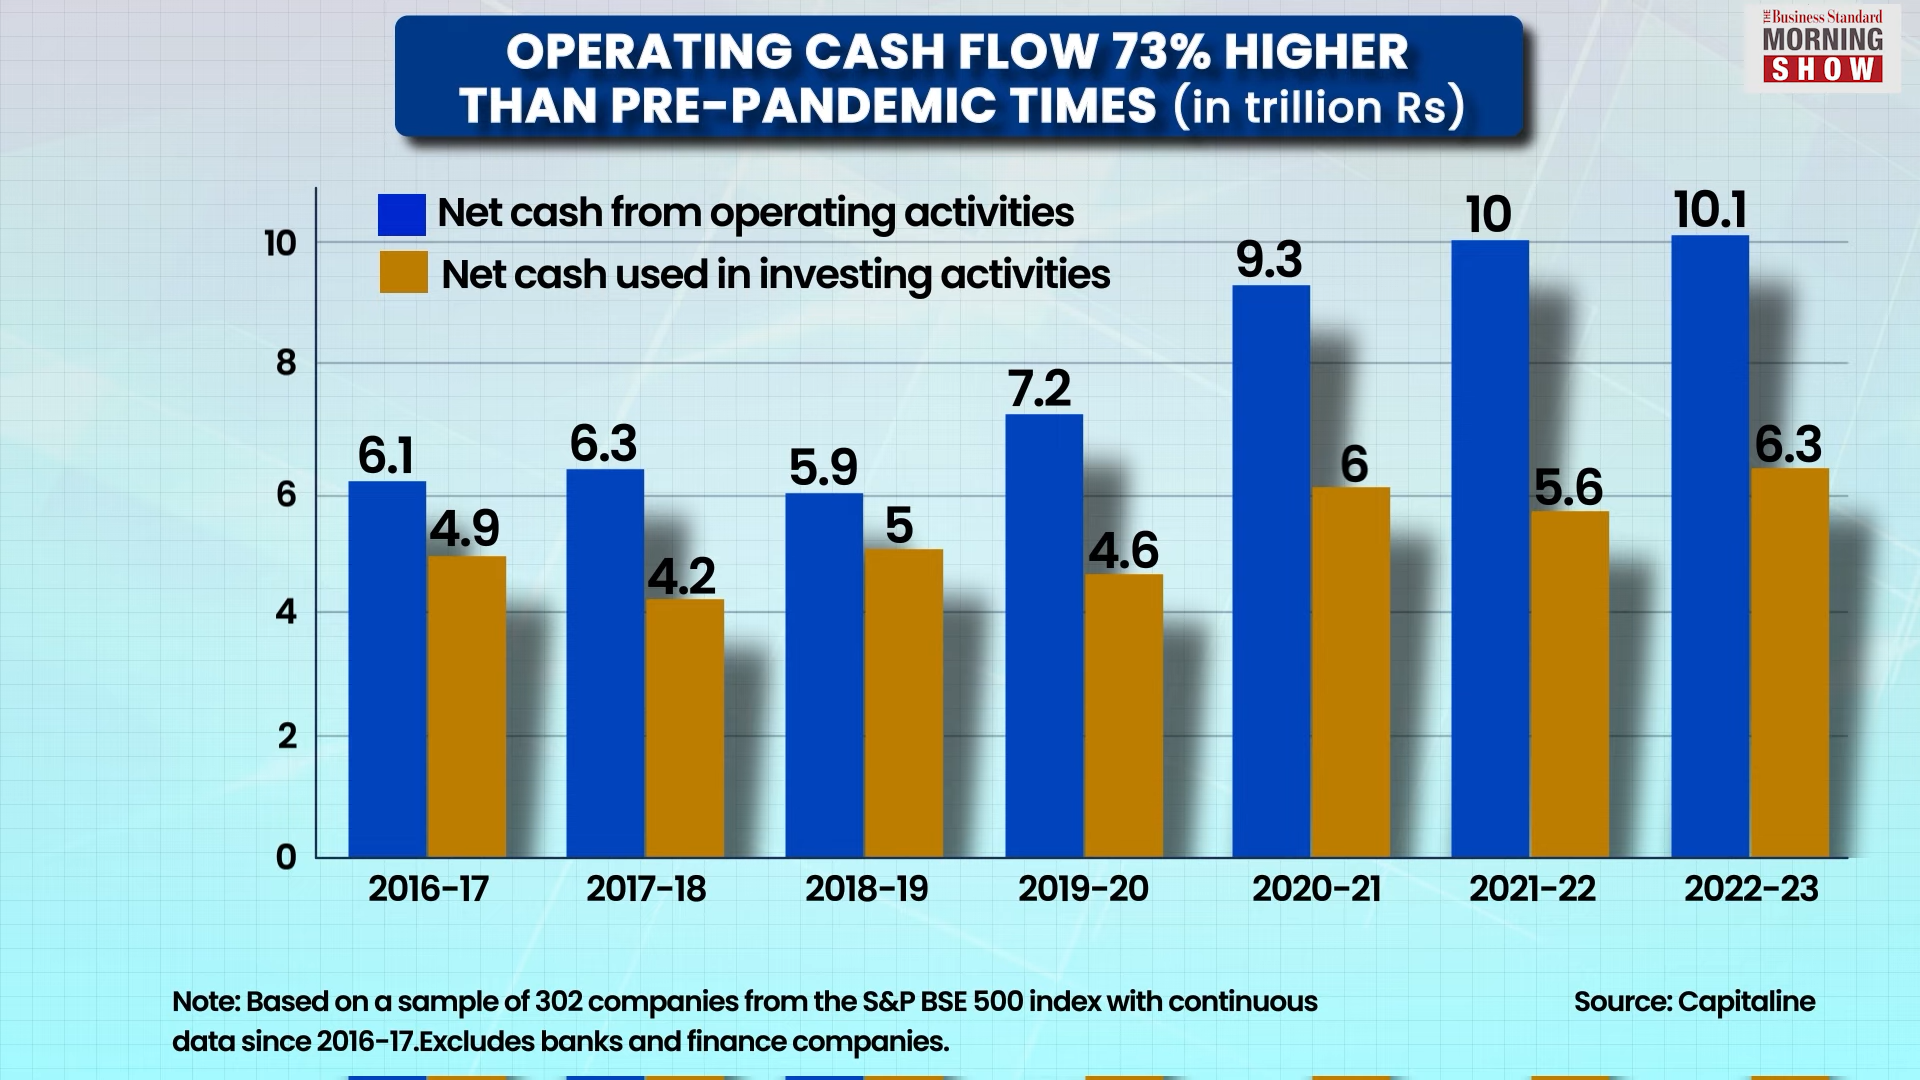 OPERATING CASH FLOW 73% HIGHER
THAN PRE-PANDEMIC TIMES (in trillion Rs)
THE Business Standard
MORNING
SHOW
Net cash from operating activities
Net cash used in investing activities
10
8
6
4
2
0
6.1
4.9
6.3
4.2
5.9
5
7.2
4.6
9.3
6
10
5.6
10.1
6.3
2016-17
2017-18
2018-19
2019-20
2020-21
2021-22
2022-23
Note: Based on a sample of 302 companies from the S&P BSE 500 index with continuous
data since 2016-17.Excludes banks and finance companies.
Source: Capitaline